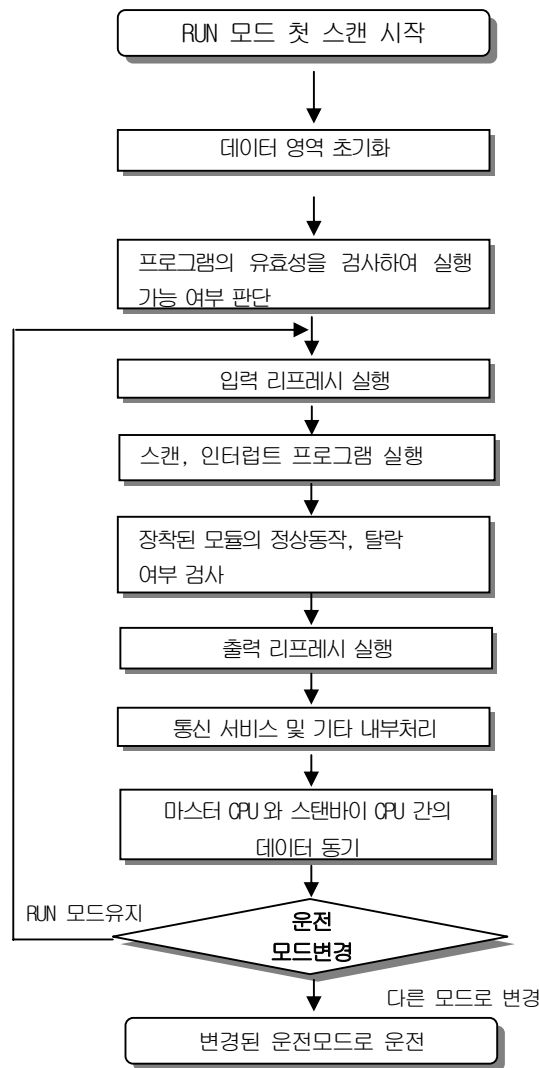 RUN 모드 첫 스캔 시작
데이터 영역 초기화
프로그램의 유효성을 검사하여 실행
가능 여부 판단
입력 리프레시 실행
스캔, 인터럽트 프로그램 실행
장착된 모듈의 정상동작, 탈락
여부 검사
출력 리프레시 실행
통신 서비스 및 기타 내부처리
마스터 CPU 와 스탠바이 CPU 간의
데이터 동기
RUN 모드유지
운전
모드변경
다른 모드로 변경
변경된 운전모드로 운전